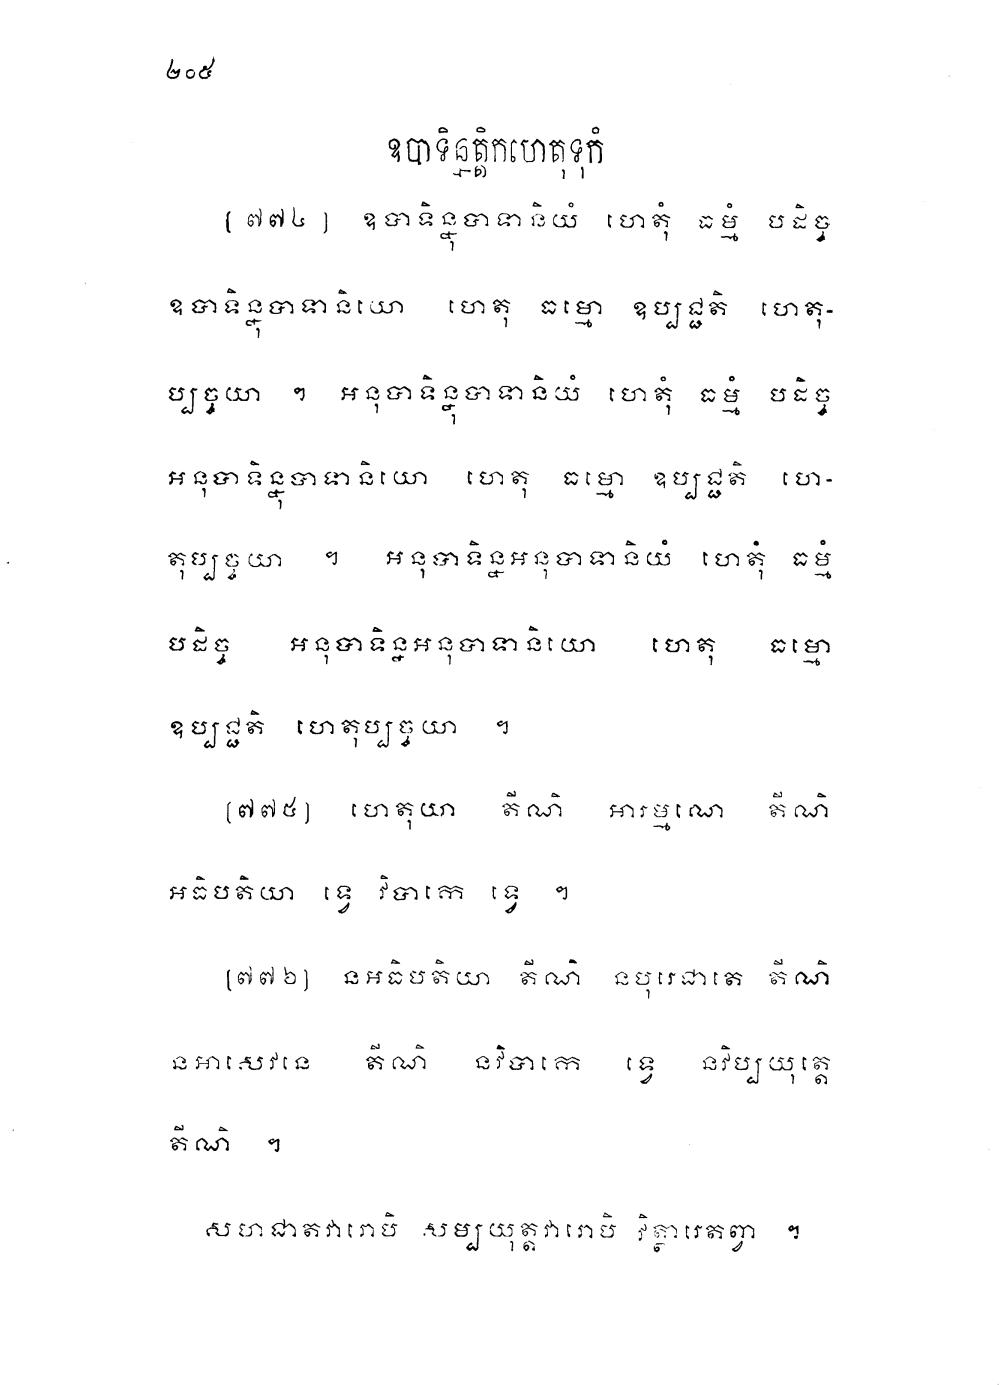 ២០៥
ឧបាទិន្នត្តិកហេតុទុកំ
[៧៧៤] ឧបាទិន្នុបាទានិយំ ហេតុំ ធម្មំ បដិច្ច
ឧបាទិន្នុបាទានិយោ ហេតុ ធម្មោ ឧប្បជ្ជតិ ហេតុ-
ប្បច្ចយា ។ អនុបាទិន្នុបាទានិយំ ហេតុំ ធម្មំ បដិច្ច
អនុបាទិន្នុបាទានិយោ ហេតុ ធម្មោ ឧប្បជ្ជតិ ហេ-
តុប្បច្ចយា ។ អនុបាទិន្នអនុបាទានិយំ ហេតុំ ធម្មំ
បដិច្ច អនុបាទិន្នអនុបាទានិយោ ហេតុ ធម្មោ
ឧប្បជ្ជតិ ហេតុប្បច្ចយា ។
[៧៧៥] ហេតុយា តីណិ អារម្មណេ តីណិ
អធិបតិយា ទ្វេ វិបាកេ ទ្វេ ។
[៧៧៦] នអធិបតិយា តីណិ នបុរេជាតេ តីណិ
នអាសេវនេ តីណិ នវិបាកេ ទ្វេ នវិប្បយុត្តេ
តីណិ ។
សហជាតវារោបិ សម្បយុត្តវារោបិ វិត្ថារេតព្វា ។